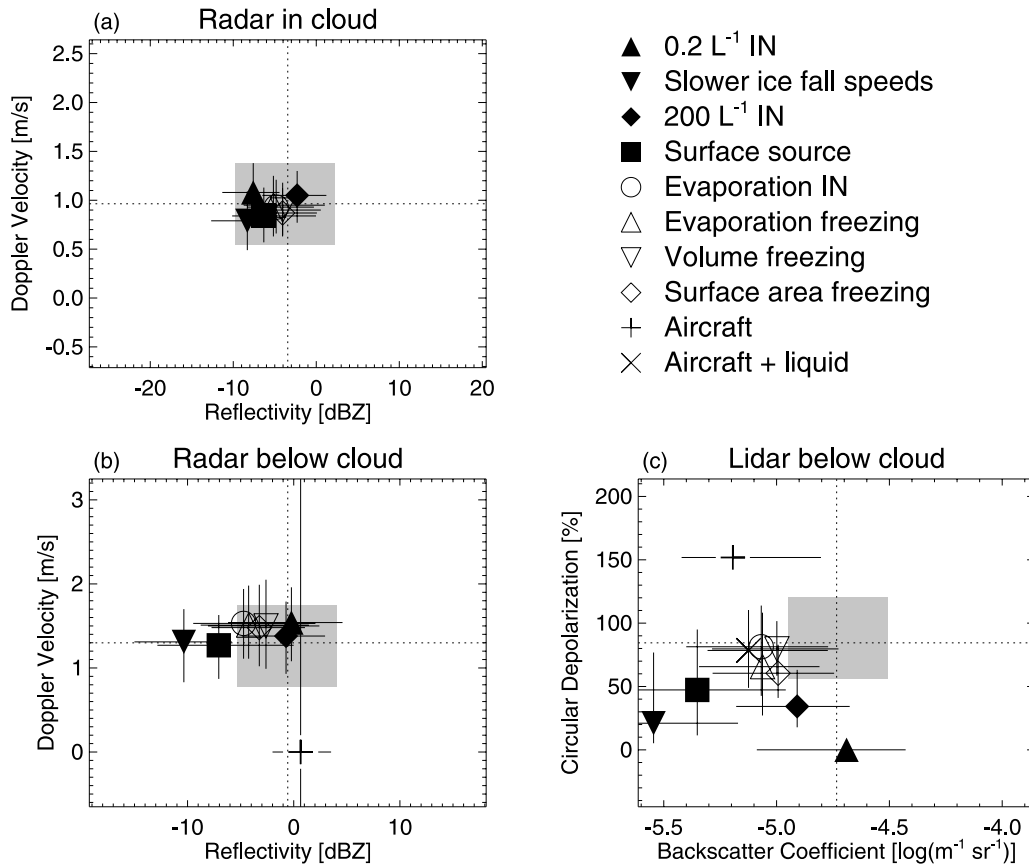 (a) Radar in cloud
2.5
2.0
1.5
1.0
0.5
0.0
-0.5
Doppler Velocity [m/s]
-20 -10 0 10 20
Reflectivity [dBZ]
0.2 L⁻¹ IN
Slower ice fall speeds
200 L⁻¹ IN
Surface source
Evaporation IN
Evaporation freezing
Volume freezing
Surface area freezing
Aircraft
Aircraft + liquid
(b) Radar below cloud
3
2
1
0
Doppler Velocity [m/s]
-10 0 10
Reflectivity [dBZ]
(c) Lidar below cloud
200
150
100
50
0
Circular Depolarization [%]
-5.5 -5.0 -4.5 -4.0
Backscatter Coefficient [log(m⁻¹ sr⁻¹)]